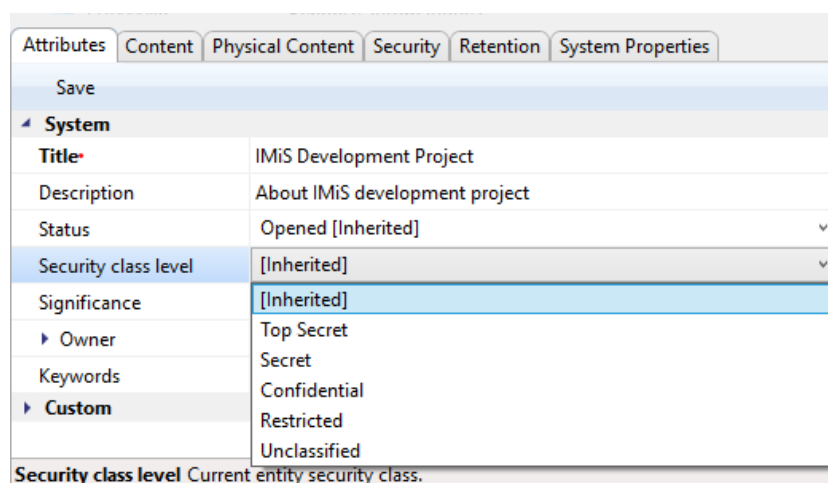 Attributes Content Physical Content Security Retention System Properties
Save
System
Title•
IMiS Development Project
Description
About IMiS development project
Status
Opened [Inherited]
Security class level
[Inherited]
Significance
[Inherited]
Owner
Top Secret
Secret
Keywords
Confidential
Custom
Restricted
Unclassified
Security class level Current entity security class.